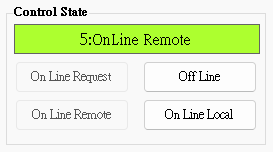 Control State
5:OnLine Remote
On Line Request Off Line
On Line Remote On Line Local